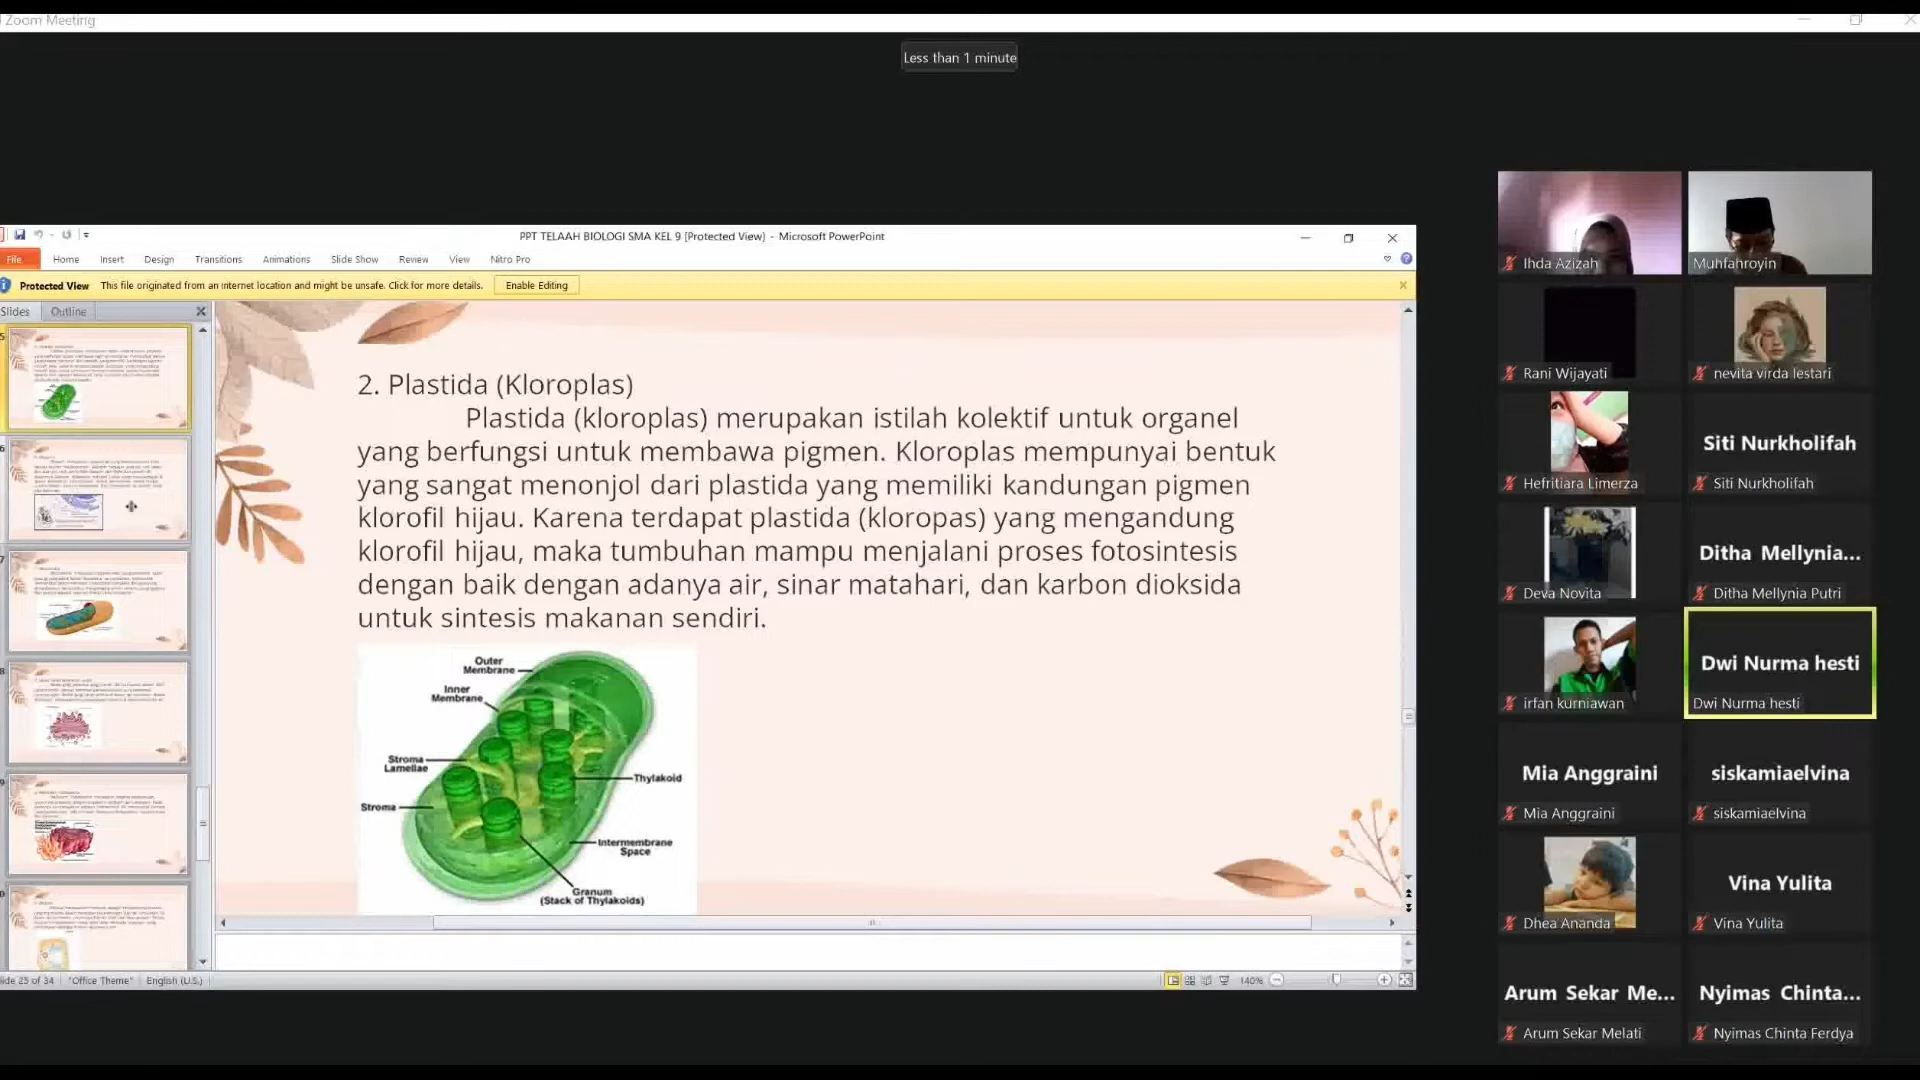 Zoom Meeting
Less than 1 minute
PPT TELAAH BIOLOGI SMA KEL 9 [Protected View] - Microsoft PowerPoint
File Home Insert Design Transitions Animations Slide Show Review View Nitro Pro
Protected View This file originated from an Internet location and might be unsafe. Click for more details. Enable Editing
Slides Outline
2. Plastida (Kloroplas)
Plastida (kloroplas) merupakan istilah kolektif untuk organel
yang berfungsi untuk membawa pigmen. Kloroplas mempunyai bentuk
yang sangat menonjol dari plastida yang memiliki kandungan pigmen
klorofil hijau. Karena terdapat plastida (kloropas) yang mengandung
klorofil hijau, maka tumbuhan mampu menjalani proses fotosintesis
dengan baik dengan adanya air, sinar matahari, dan karbon dioksida
untuk sintesis makanan sendiri.
Outer
Membrane
Inner
Membrane
Stroma
Lamellae
Thylakoid
Stroma
Intermembrane
Space
Granum
(Stack of Thylakoids)
lide 25 of 34 "Office Theme" English (U.S.) 140%
Ihda Azizah
Muhfahroyin
Rani Wijayati
nevita virda lestari
Hefritiara Limerza
Siti Nurkholifah
Siti Nurkholifah
Deva Novita
Ditha Mellynia...
Ditha Mellynia Putri
irfan kurniawan
Dwi Nurma hesti
Dwi Nurma hesti
Mia Anggraini
Mia Anggraini
siskamiaelvina
siskamiaelvina
Dhea Ananda
Vina Yulita
Vina Yulita
Arum Sekar Me...
Arum Sekar Melati
Nyimas Chinta...
Nyimas Chinta Ferdya